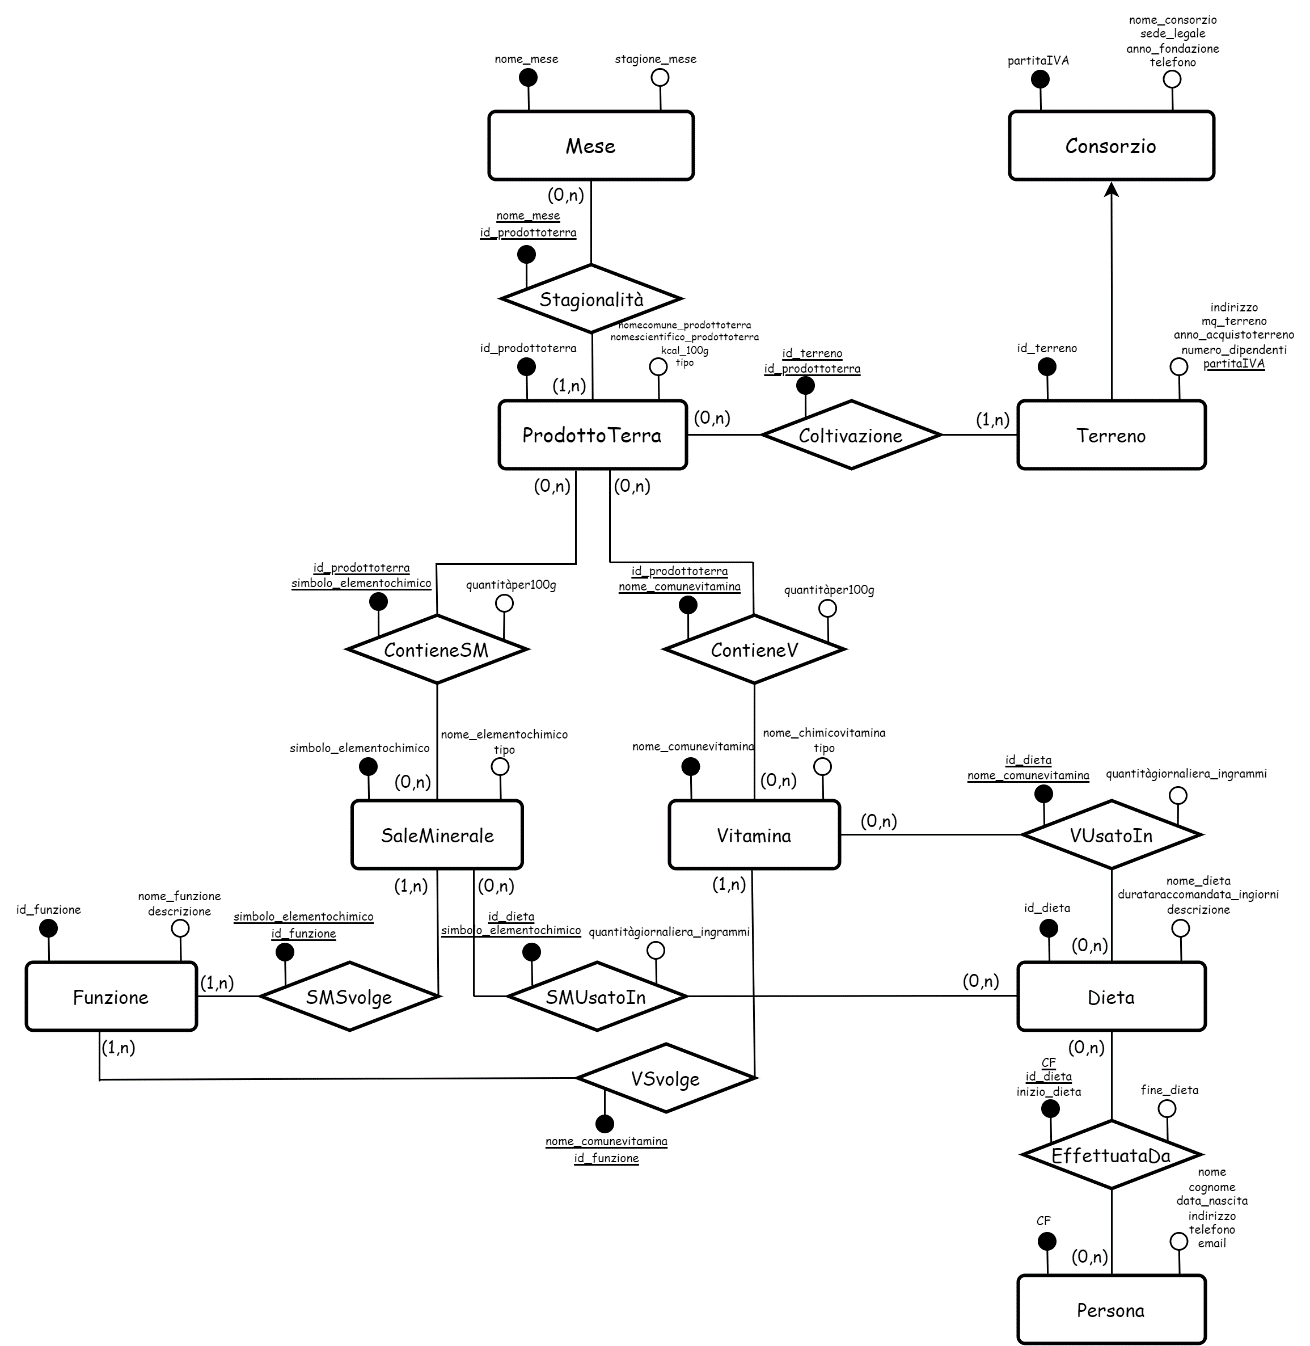 nome_consorzio
sede_legale
anno_fondazione
telefono
nome_mese
stagione_mese
partitaIVA
Mese
Consorzio
(0,n)
nome_mese
id_prodottoterra
Stagionalità
nomecomune_prodottoterra
nomescientifico_prodottoterra
kcal_100g
tipo
id_prodottoterra
(1,n)
id_terreno
id_prodottoterra
indirizzo
mq_terreno
anno_acquistoterreno
numero_dipendenti
partitaIVA
id_terreno
ProdottoTerra
(0,n)
Coltivazione
(1,n)
Terreno
(0,n)
(0,n)
id_prodottoterra
simbolo_elementochimico
quantitàper100g
id_prodottoterra
nome_comunevitamina
quantitàper100g
ContieneSM
ContieneV
simbolo_elementochimico
nome_elementochimico
tipo
nome_comunevitamina
nome_chimicovitamina
tipo
id_dieta
nome_comunevitamina
quantitàgiornaliera_ingrammi
(0,n)
(0,n)
SaleMinerale
Vitamina
(0,n)
VUsatoIn
(1,n)
(0,n)
(1,n)
id_funzione
nome_funzione
descrizione
simbolo_elementochimico
id_funzione
id_dieta
simbolo_elementochimico
quantitàgiornaliera_ingrammi
id_dieta
nome_dieta
durataraccomandata_ingiorni
descrizione
(0,n)
Funzione
(1,n)
SMSvolge
SMUsatoIn
(0,n)
Dieta
(1,n)
(0,n)
VSvolge
nome_comunevitamina
id_funzione
CF
id_dieta
inizio_dieta
fine_dieta
EffettuataDa
nome
cognome
data_nascita
indirizzo
telefono
email
CF
(0,n)
Persona